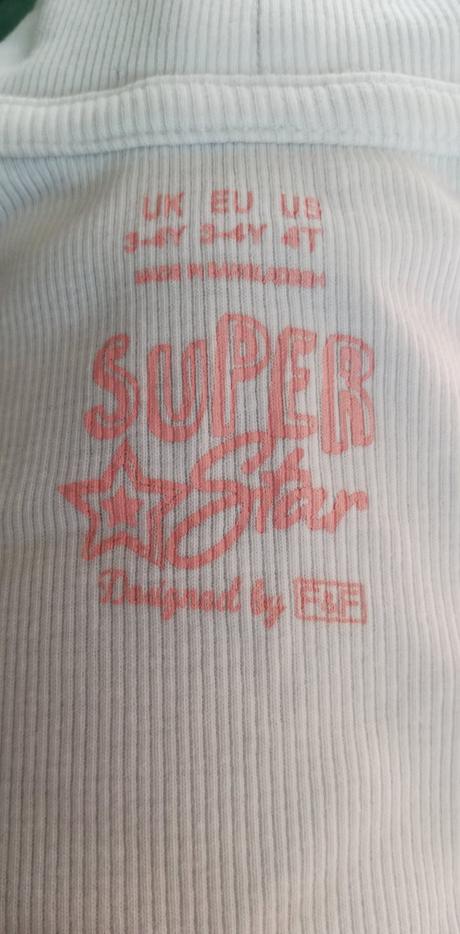 UK EU US
3-4Y 3-4Y 4T
MADE IN BANGLADESH
SUPER
Star
Designed by F&F